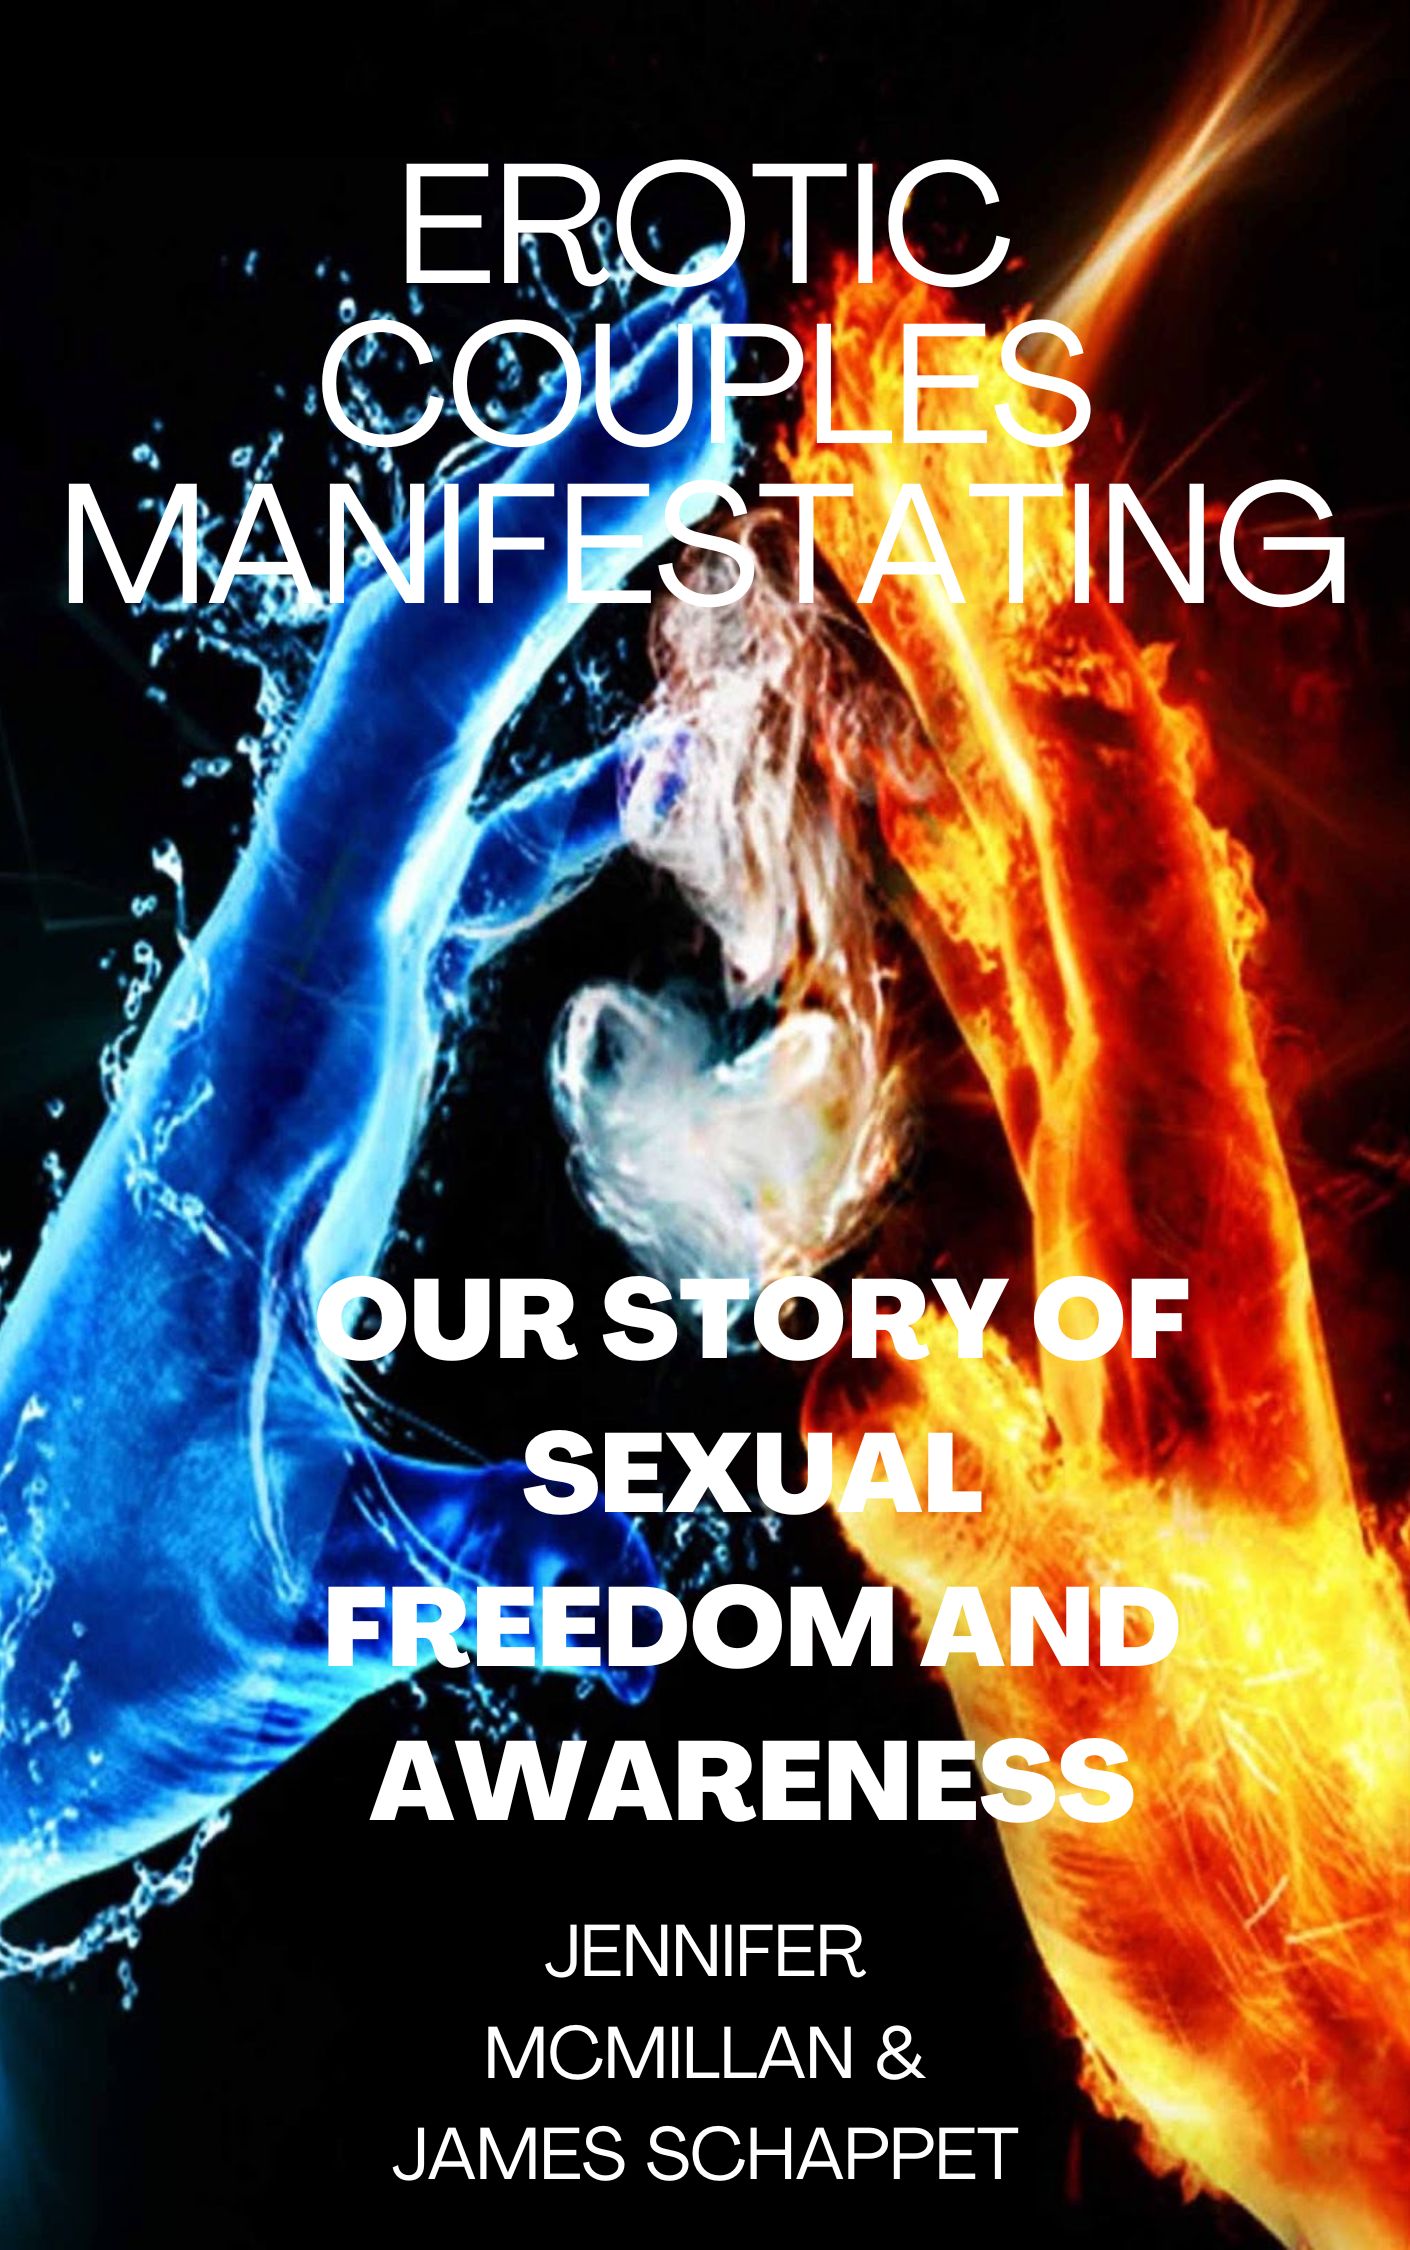 EROTIC
COUPLES
MANIFESTATING
OUR STORY OF
SEXUAL
FREEDOM AND
AWARENESS
JENNIFER
MCMILLAN &
JAMES SCHAPPET